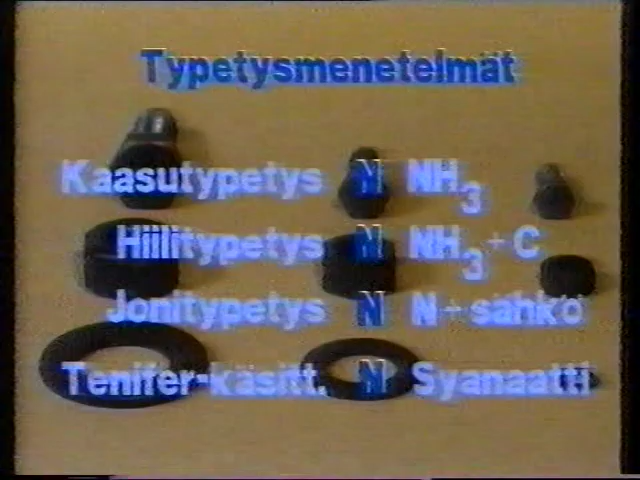 Typetysmenetelmät
Kaasutypetys N NH₃
Hiilitypetys N NH₃+C
Jonitypetys N N+sähkö
Tenifer-käsitt. N Syanaatti